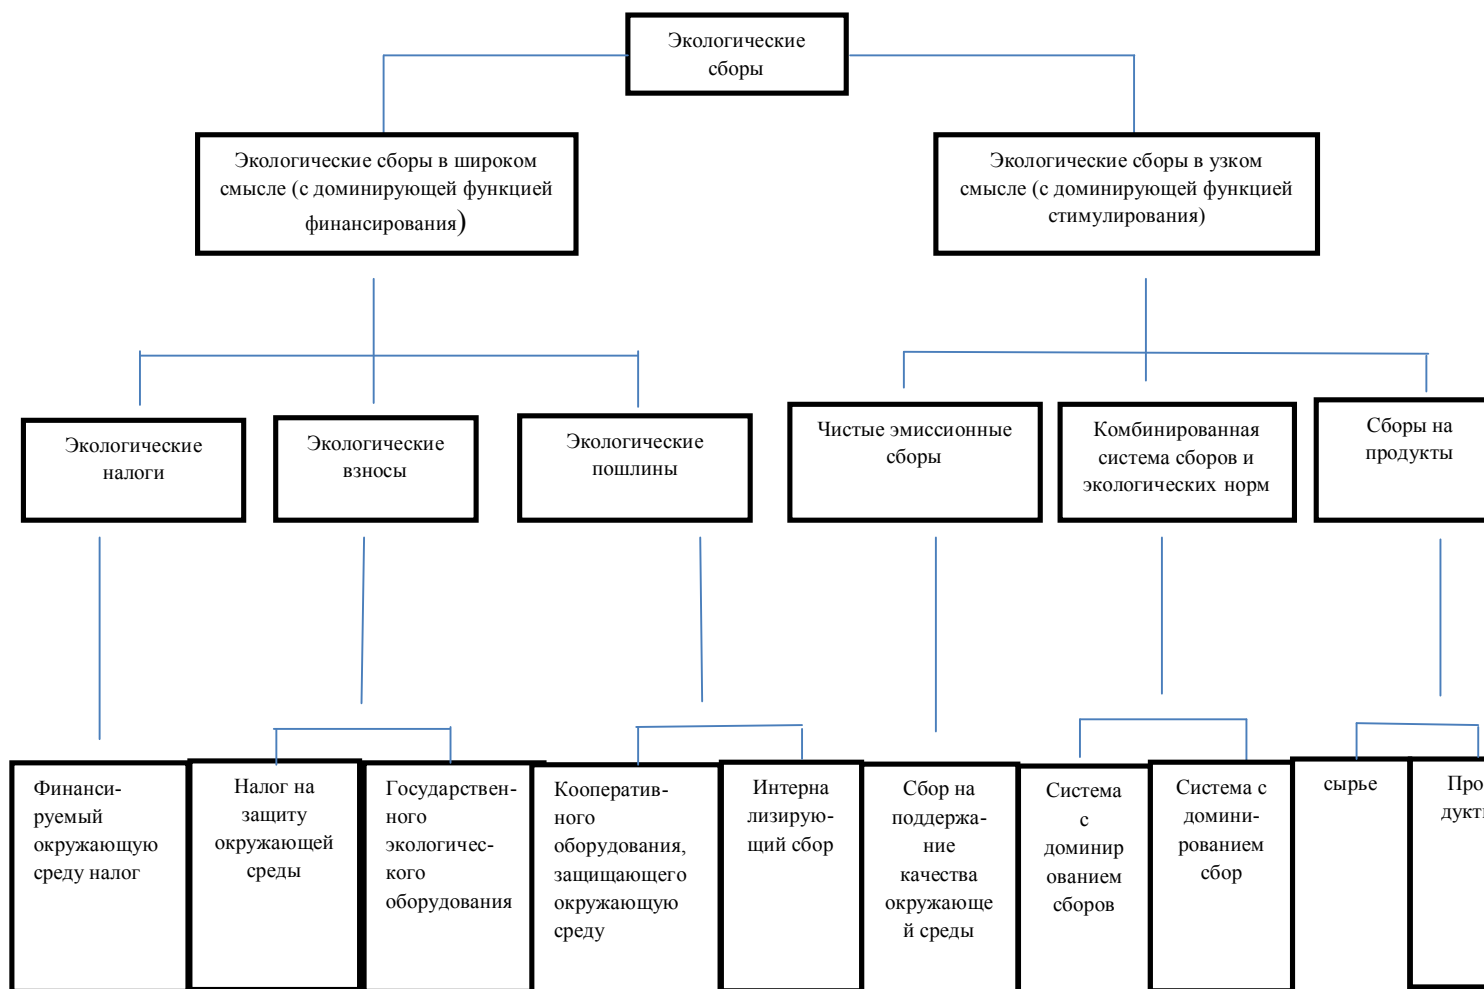 Экологические
сборы
Экологические сборы в широком
смысле (с доминирующей функцией
финансирования)
Экологические сборы в узком
смысле (с доминирующей функцией
стимулирования)
Экологические
налоги
Экологические
взносы
Экологические
пошлины
Чистые эмиссионные
сборы
Комбинированная
система сборов и
экологических норм
Сборы на
продукты
Финанси-
руемый
окружающую
среду налог
Налог на
защиту
окружающей
среды
Государствен-
ного
экологичес-
кого
оборудования
Кооператив-
ного
оборудования,
защищающего
окружающую
среду
Интерна
лизирую-
щий сбор
Сбор на
поддержа-
ние
качества
окружающе
й среды
Система
с
доминир
ованием
сборов
Система с
домини-
рованием
сбор
сырье
Про
дукт